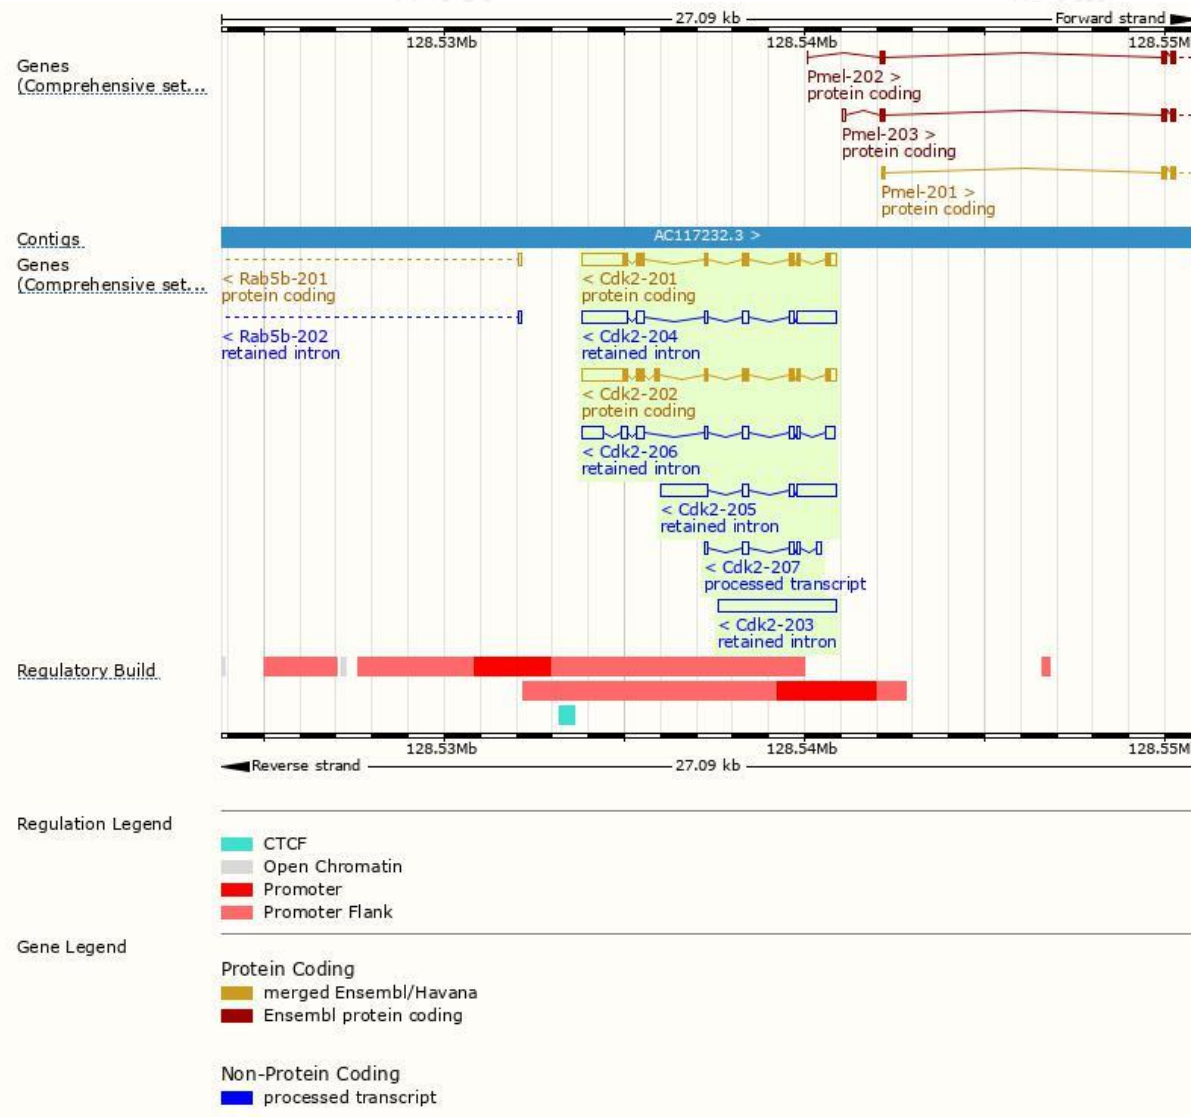 27.09 kb
Forward strand
128.53Mb
128.54Mb
128.55M
Genes
(Comprehensive set...
Pmel-202 >
protein coding
Pmel-203 >
protein coding
Pmel-201 >
protein coding
Contigs
AC117232.3 >
Genes
(Comprehensive set...
< Rab5b-201
protein coding
< Cdk2-201
protein coding
< Rab5b-202
retained intron
< Cdk2-204
retained intron
< Cdk2-202
protein coding
< Cdk2-206
retained intron
< Cdk2-205
retained intron
< Cdk2-207
processed transcript
< Cdk2-203
retained intron
Regulatory Build
128.53Mb
128.54Mb
128.55M
Reverse strand
27.09 kb
Regulation Legend
CTCF
Open Chromatin
Promoter
Promoter Flank
Gene Legend
Protein Coding
merged Ensembl/Havana
Ensembl protein coding
Non-Protein Coding
processed transcript